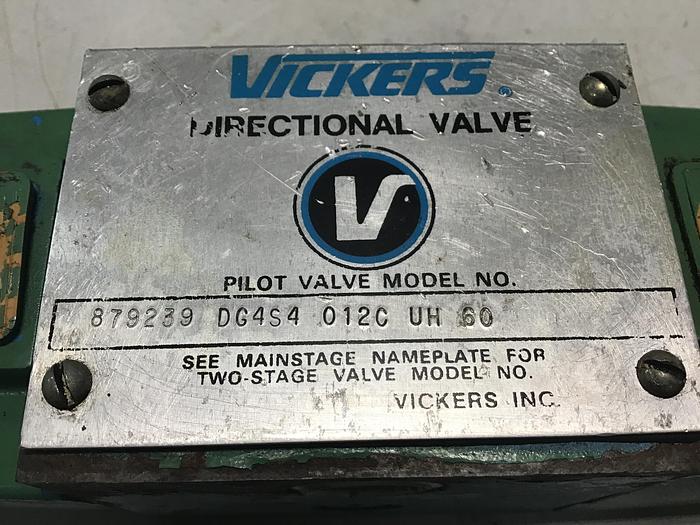 VICKERS®
DIRECTIONAL VALVE
V
PILOT VALVE MODEL NO.
879239 DG4S4 012C UH 60
SEE MAINSTAGE NAMEPLATE FOR
TWO-STAGE VALVE MODEL NO.
VICKERS INC.